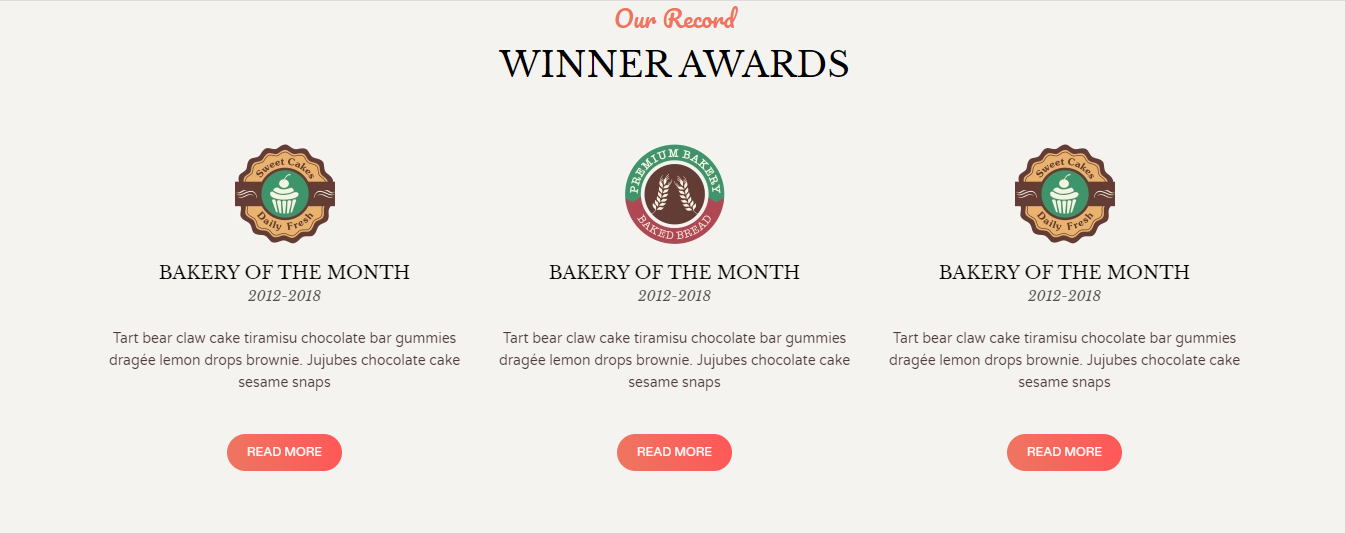 Our Record
WINNER AWARDS
Sweet Cakes
Daily Fresh
BAKERY OF THE MONTH
2012-2018
Tart bear claw cake tiramisu chocolate bar gummies
dragée lemon drops brownie. Jujubes chocolate cake
sesame snaps
READ MORE
PREMIUM BAKERY
BAKED BREAD
BAKERY OF THE MONTH
2012-2018
Tart bear claw cake tiramisu chocolate bar gummies
dragée lemon drops brownie. Jujubes chocolate cake
sesame snaps
READ MORE
Sweet Cakes
Daily Fresh
BAKERY OF THE MONTH
2012-2018
Tart bear claw cake tiramisu chocolate bar gummies
dragée lemon drops brownie. Jujubes chocolate cake
sesame snaps
READ MORE